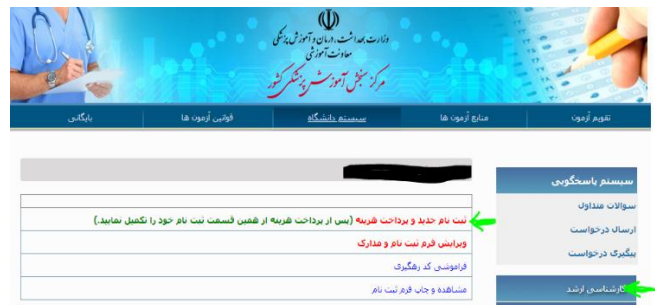 وزارت بهداشت، درمان و آموزش پزشکی
معاونت آموزشی
مرکز سنجش آموزش پزشکی کشور
تقویم آزمون
منابع آزمون ها
سیستم دانشگاه
قوانین آزمون ها
بایگانی
سیستم پاسخگویی
سوالات متداول
ارسال درخواست
پیگیری درخواست
کارشناسی ارشد
ثبت نام جدید و پرداخت هزینه (پس از پرداخت هزینه از همین قسمت ثبت نام خود را تکمیل نمایید.)
ویرایش فرم ثبت نام و مدارک
فراموشی کد رهگیری
مشاهده و چاپ فرم ثبت نام